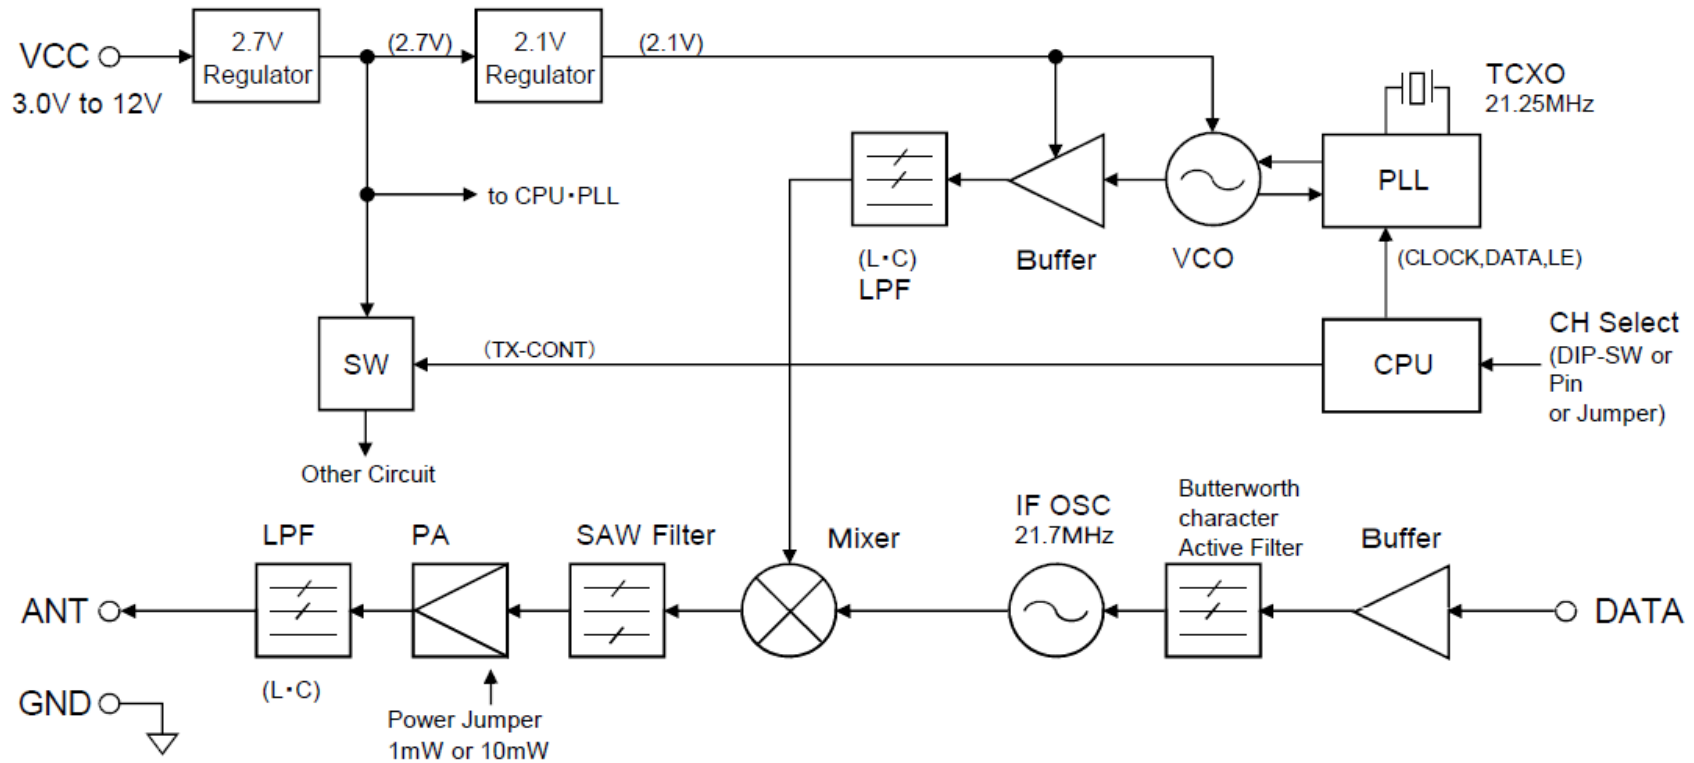 VCC
3.0V to 12V
2.7V
Regulator
(2.7V)
2.1V
Regulator
(2.1V)
TCXO
21.25MHz
PLL
to CPU・PLL
(L・C)
LPF
Buffer
VCO
(CLOCK,DATA,LE)
SW
(TX-CONT)
CPU
CH Select
(DIP-SW or
Pin
or Jumper)
Other Circuit
LPF
PA
SAW Filter
Mixer
IF OSC
21.7MHz
Butterworth
character
Active Filter
Buffer
ANT
DATA
(L・C)
GND
Power Jumper
1mW or 10mW